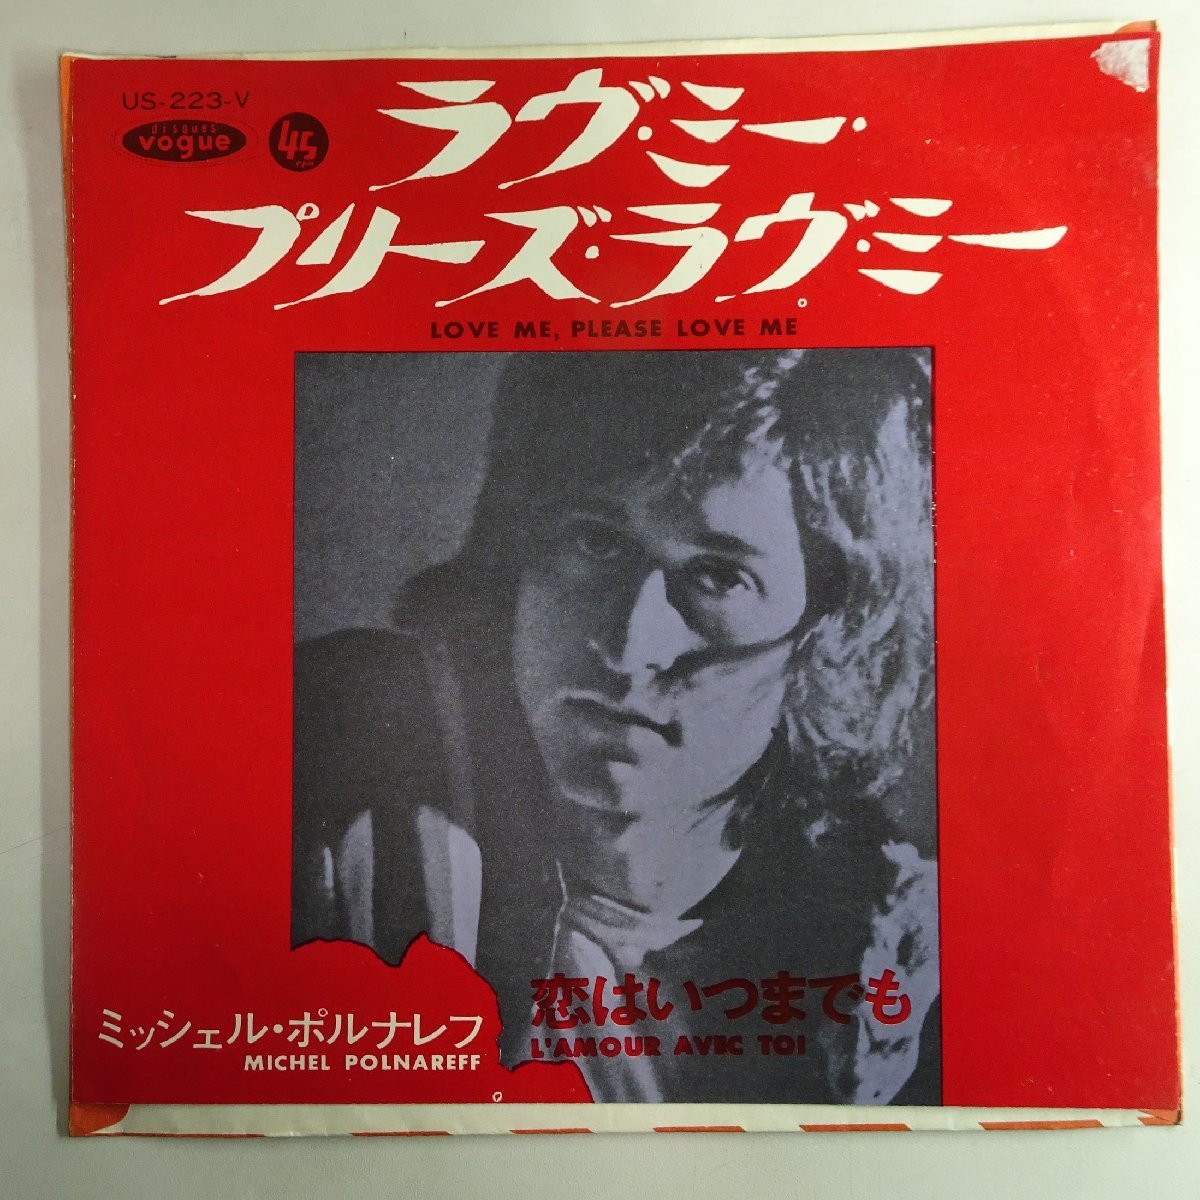 US-223-V
disques
vogue
45
rpm
ラヴ・ミー・
プリーズ・ラヴ・ミー
LOVE ME, PLEASE LOVE ME
恋はいつまでも
L'AMOUR AVEC TOI
ミッシェル・ポルナレフ
MICHEL POLNAREFF